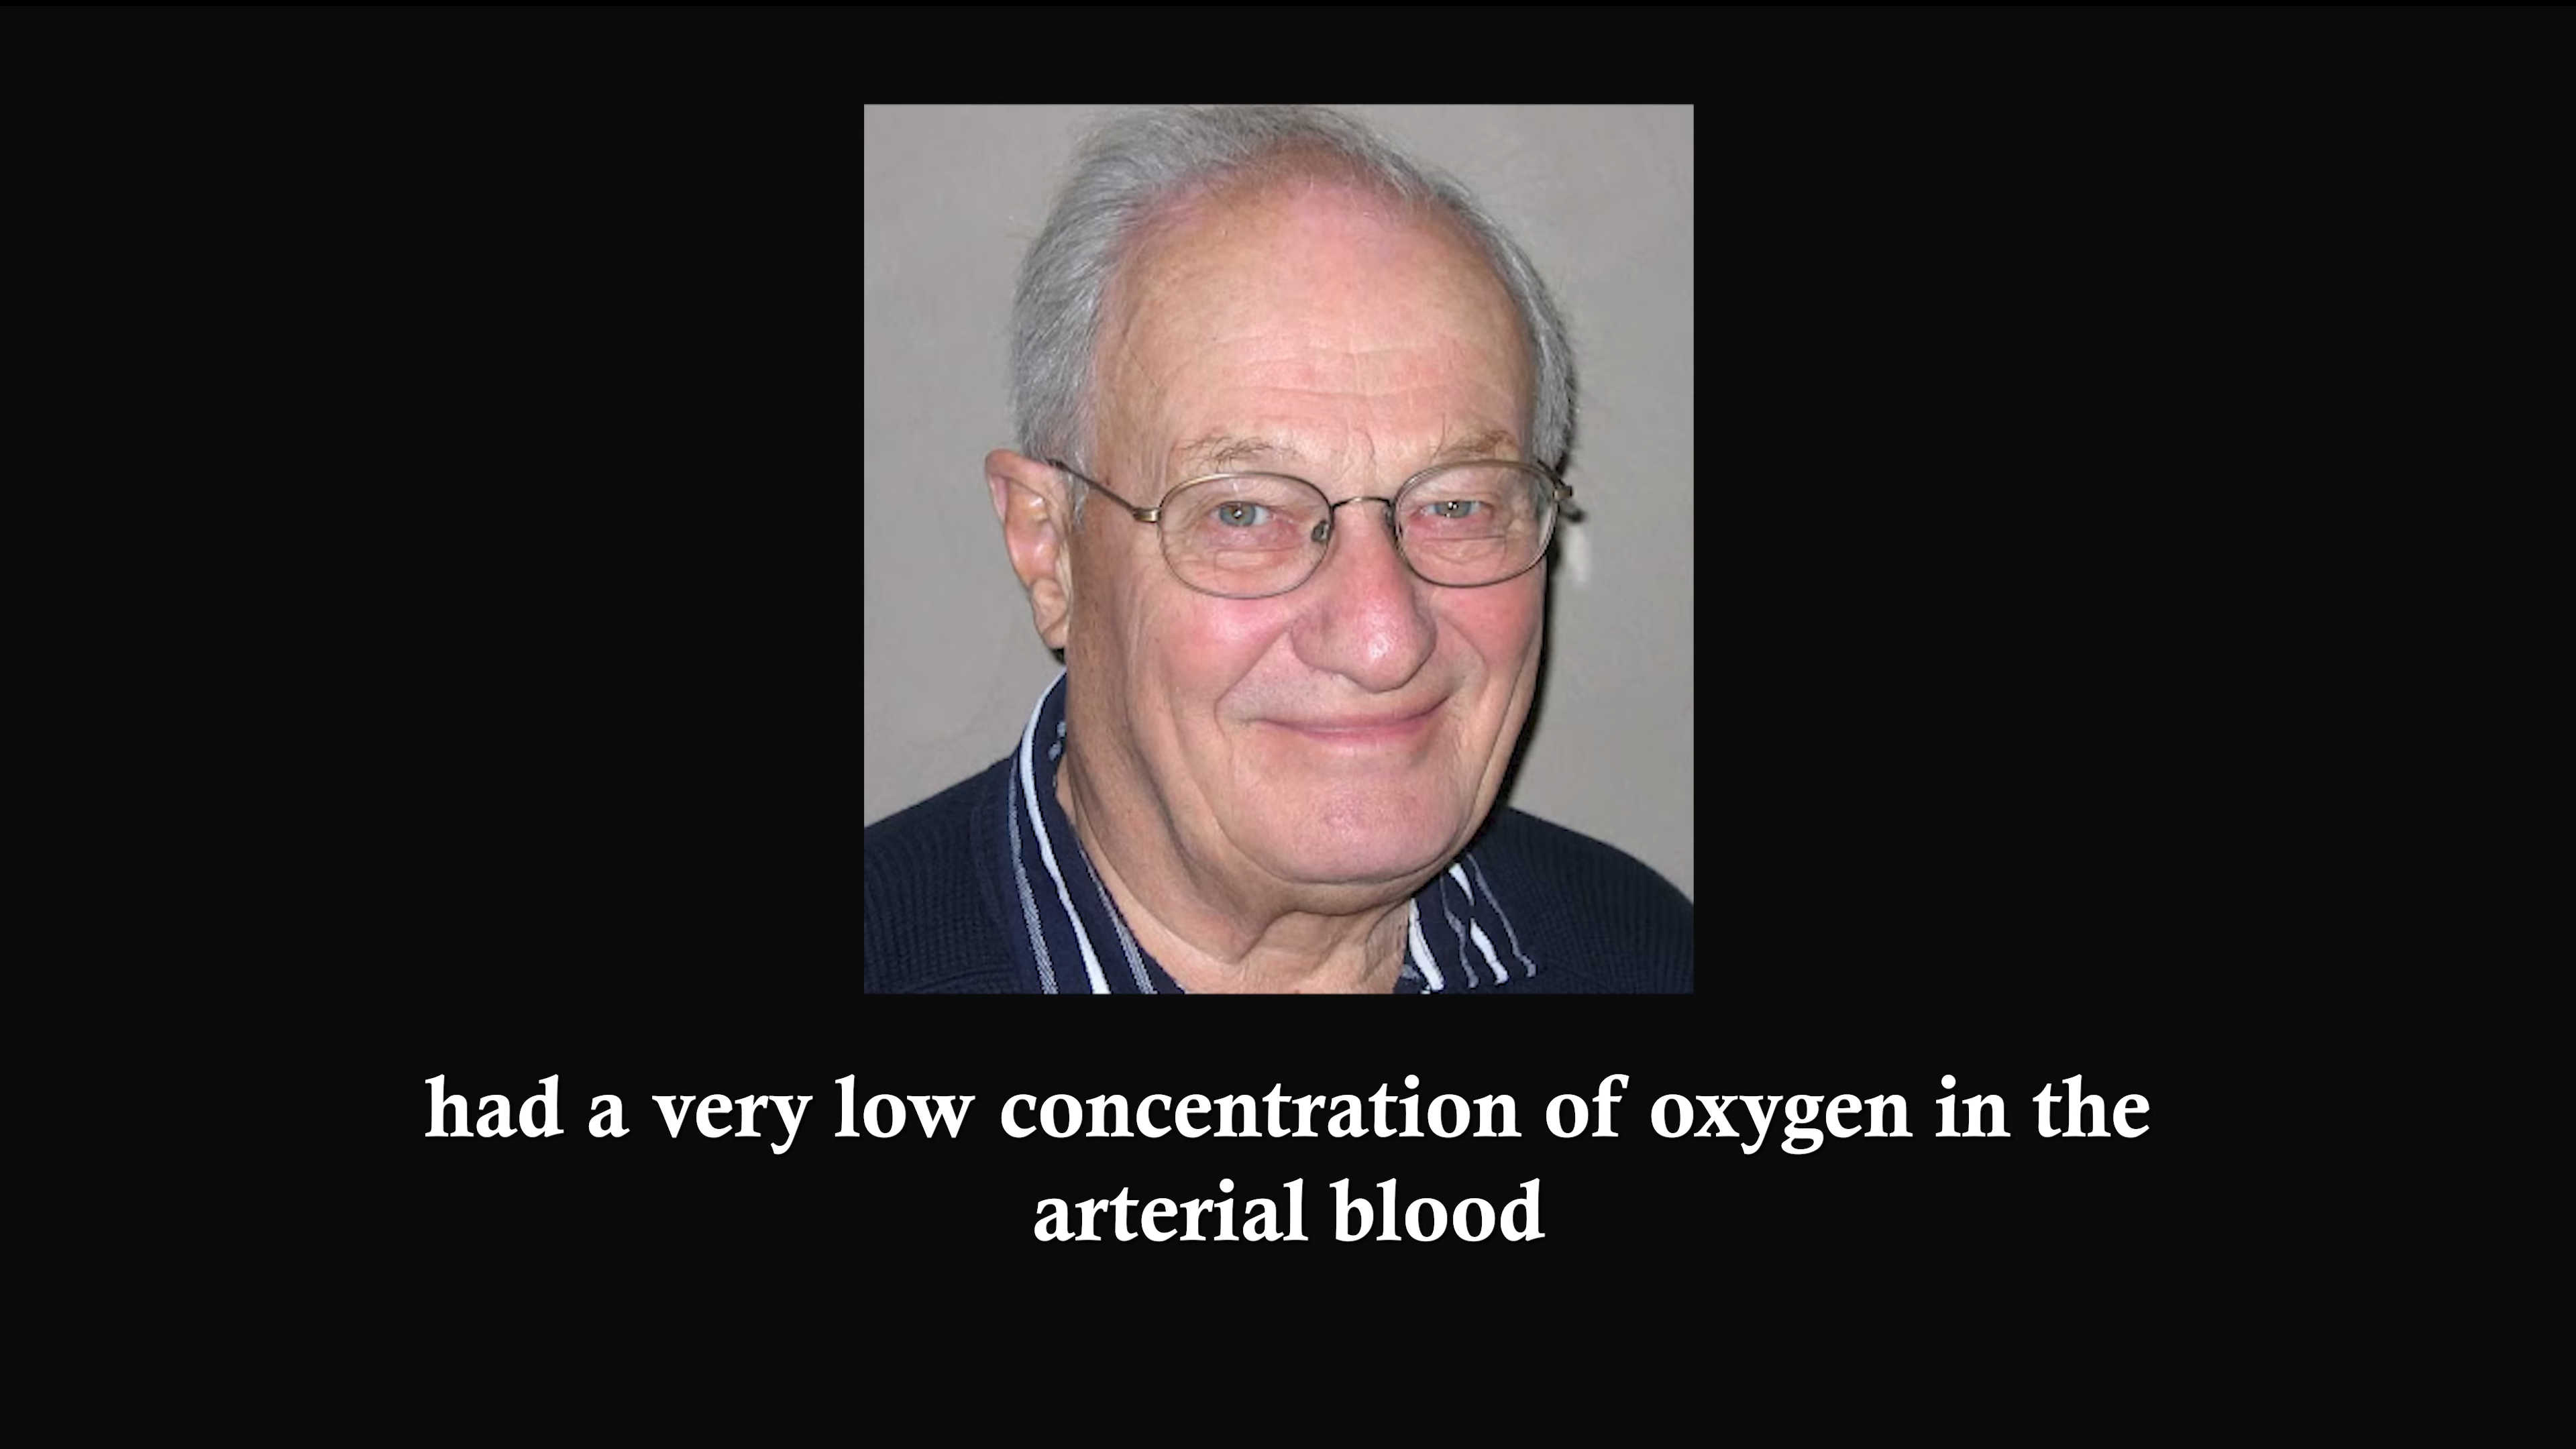 had a very low concentration of oxygen in the
arterial blood